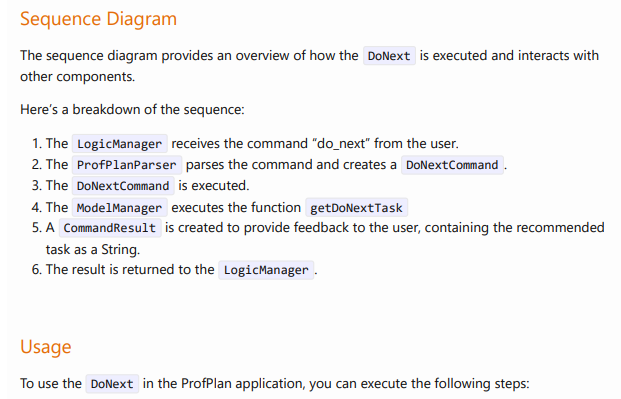 Sequence Diagram
The sequence diagram provides an overview of how the DoNext is executed and interacts with
other components.
Here’s a breakdown of the sequence:
1. The LogicManager receives the command “do_next” from the user.
2. The ProfPlanParser parses the command and creates a DoNextCommand.
3. The DoNextCommand is executed.
4. The ModelManager executes the function getDoNextTask
5. A CommandResult is created to provide feedback to the user, containing the recommended
task as a String.
6. The result is returned to the LogicManager.
Usage
To use the DoNext in the ProfPlan application, you can execute the following steps: